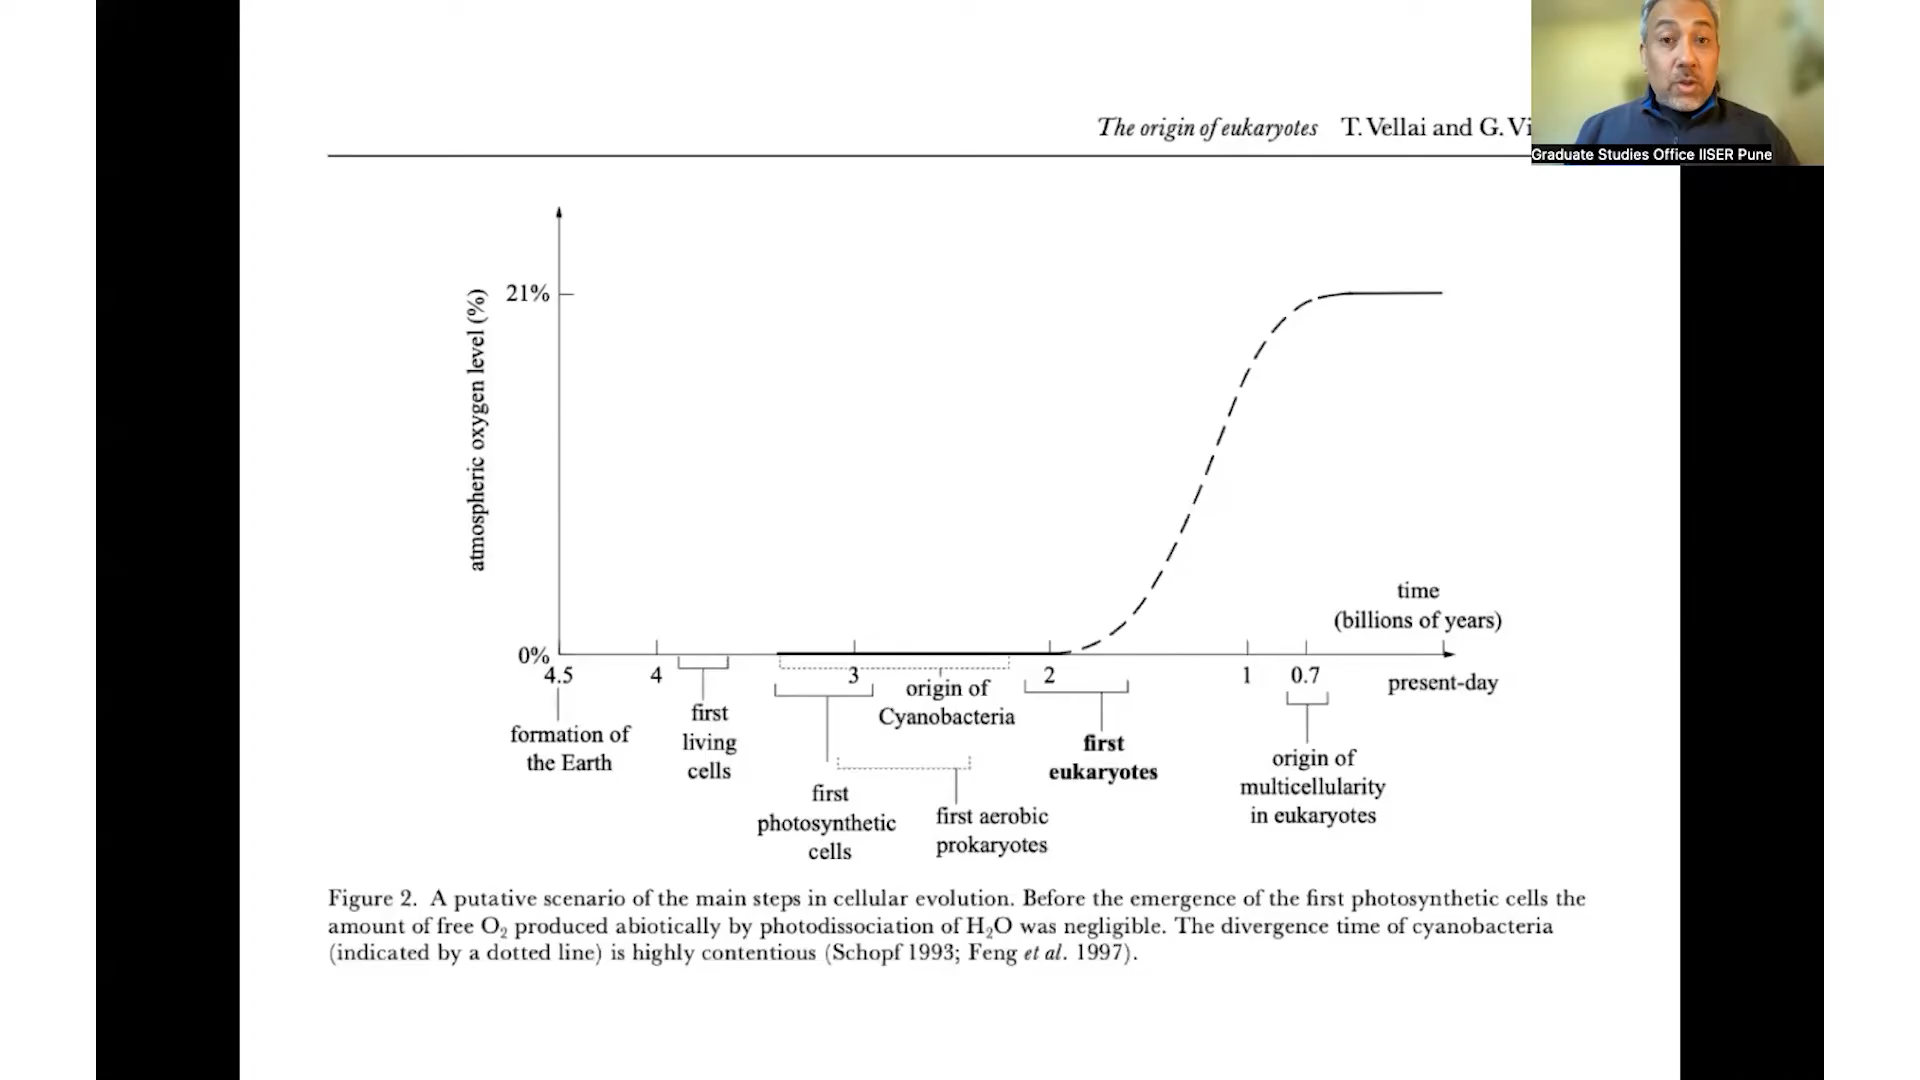 The origin of eukaryotes T. Vellai and G. Vi
Graduate Studies Office IISER Pune
atmospheric oxygen level (%)
21%
0%
time
(billions of years)
4.5
4
3
2
1
0.7
present-day
formation of
the Earth
first
living
cells
origin of
Cyanobacteria
first
photosynthetic
cells
first aerobic
prokaryotes
first
eukaryotes
origin of
multicellularity
in eukaryotes
Figure 2. A putative scenario of the main steps in cellular evolution. Before the emergence of the first photosynthetic cells the
amount of free O₂ produced abiotically by photodissociation of H₂O was negligible. The divergence time of cyanobacteria
(indicated by a dotted line) is highly contentious (Schopf 1993; Feng et al. 1997).